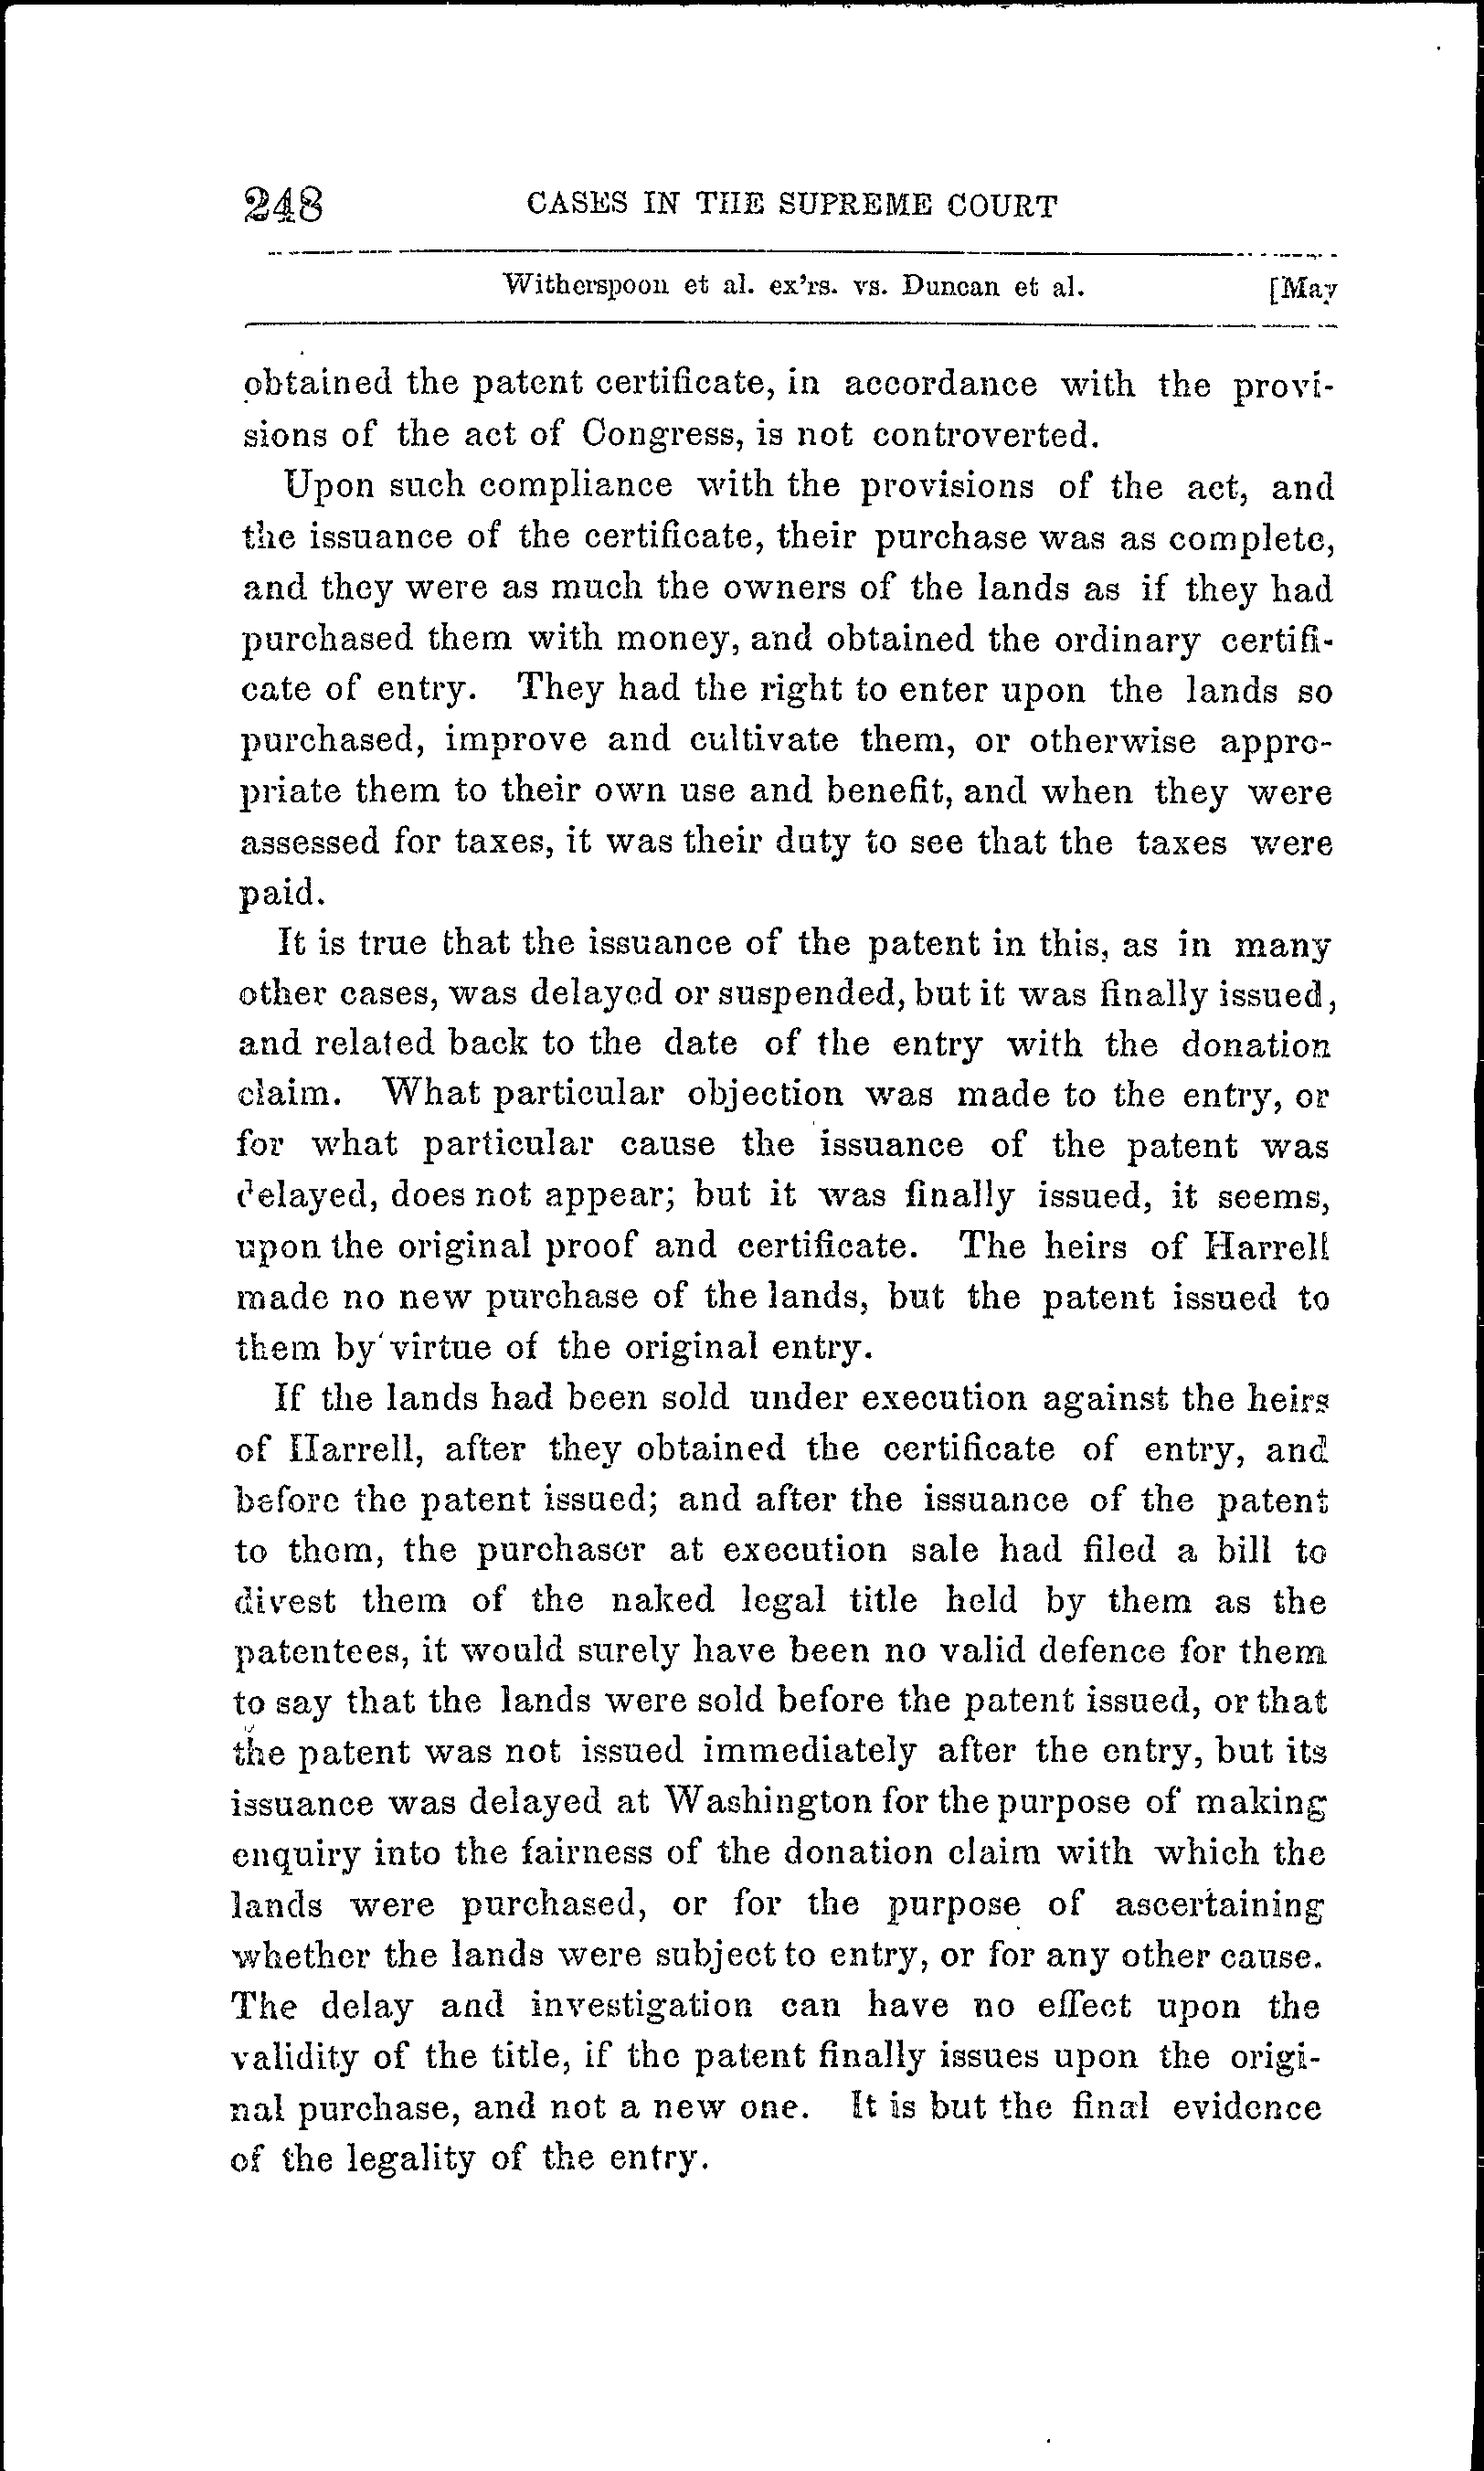 248 CASES IN THE SUPREME COURT
Witherspoon et al. ex'rs. vs. Duncan et al. [May
obtained the patent certificate, in accordance with the provi-
sions of the act of Congress, is not controverted.
Upon such compliance with the provisions of the act, and
the issuance of the certificate, their purchase was as complete,
and they were as much the owners of the lands as if they had
purchased them with money, and obtained the ordinary certifi-
cate of entry. They had the right to enter upon the lands so
purchased, improve and cultivate them, or otherwise appro-
priate them to their own use and benefit, and when they were
assessed for taxes, it was their duty to see that the taxes were
paid.
It is true that the issuance of the patent in this, as in many
other cases, was delayed or suspended, but it was finally issued,
and related back to the date of the entry with the donation
claim. What particular objection was made to the entry, or
for what particular cause the issuance of the patent was
delayed, does not appear; but it was finally issued, it seems,
upon the original proof and certificate. The heirs of Harrell
made no new purchase of the lands, but the patent issued to
them by virtue of the original entry.
If the lands had been sold under execution against the heirs
of Harrell, after they obtained the certificate of entry, and
before the patent issued; and after the issuance of the patent
to them, the purchaser at execution sale had filed a bill to
divest them of the naked legal title held by them as the
patentees, it would surely have been no valid defence for them
to say that the lands were sold before the patent issued, or that
the patent was not issued immediately after the entry, but its
issuance was delayed at Washington for the purpose of making
enquiry into the fairness of the donation claim with which the
lands were purchased, or for the purpose of ascertaining
whether the lands were subject to entry, or for any other cause.
The delay and investigation can have no effect upon the
validity of the title, if the patent finally issues upon the origi-
nal purchase, and not a new one. It is but the final evidence
of the legality of the entry.